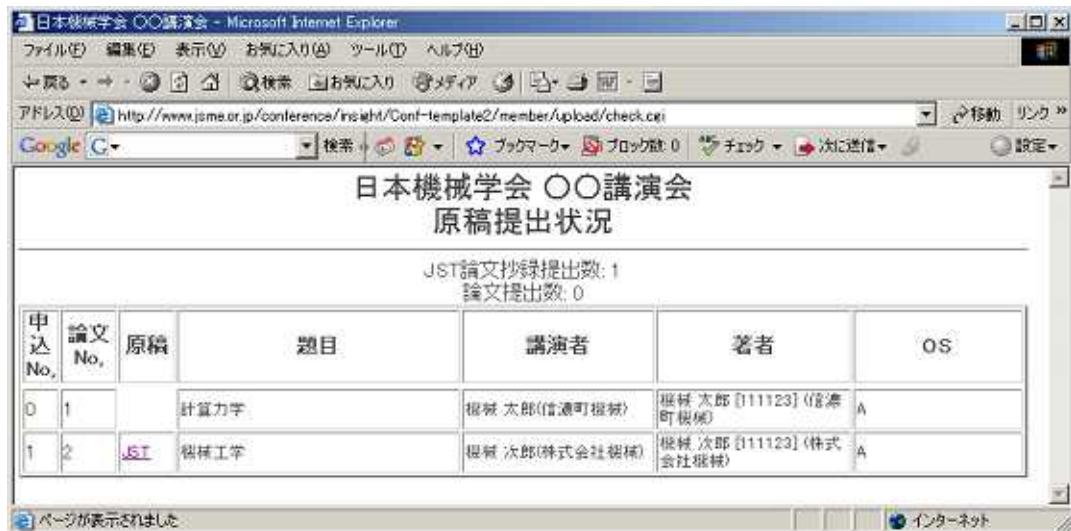 日本機械学会 〇〇講演会 - Microsoft Internet Explorer
ファイル(F) 編集(E) 表示(V) お気に入り(A) ツール(T) ヘルプ(H)
戻る 検索 お気に入り メディア
アドレス(D) http://www.jsme.or.jp/conference/insight/Conf-template2/member/upload/check.cgi 移動 リンク »
Google G 検索 ブックマーク ブロック数: 0 チェック 次に送信 設定
日本機械学会 〇〇講演会
原稿提出状況
JST論文抄録提出数: 1
論文提出数: 0
申込No. 論文No. 原稿 題目 講演者 著者 OS
0 1 計算力学 機械 太郎(信濃町機械) 機械 太郎 [111123] (信濃町機械) A
1 2 JST 機械工学 機械 次郎(株式会社機械) 機械 次郎 [111123] (株式会社機械) A
ページが表示されました インターネット